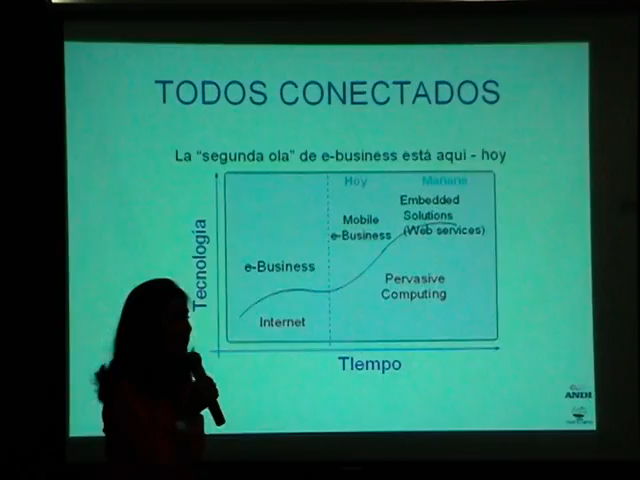 TODOS CONECTADOS
La "segunda ola" de e-business está aquí - hoy
Hoy
Mañana
Embedded
Solutions
(Web services)
Mobile
e-Business
e-Business
Pervasive
Computing
Internet
Tecnología
Tiempo
ANDI